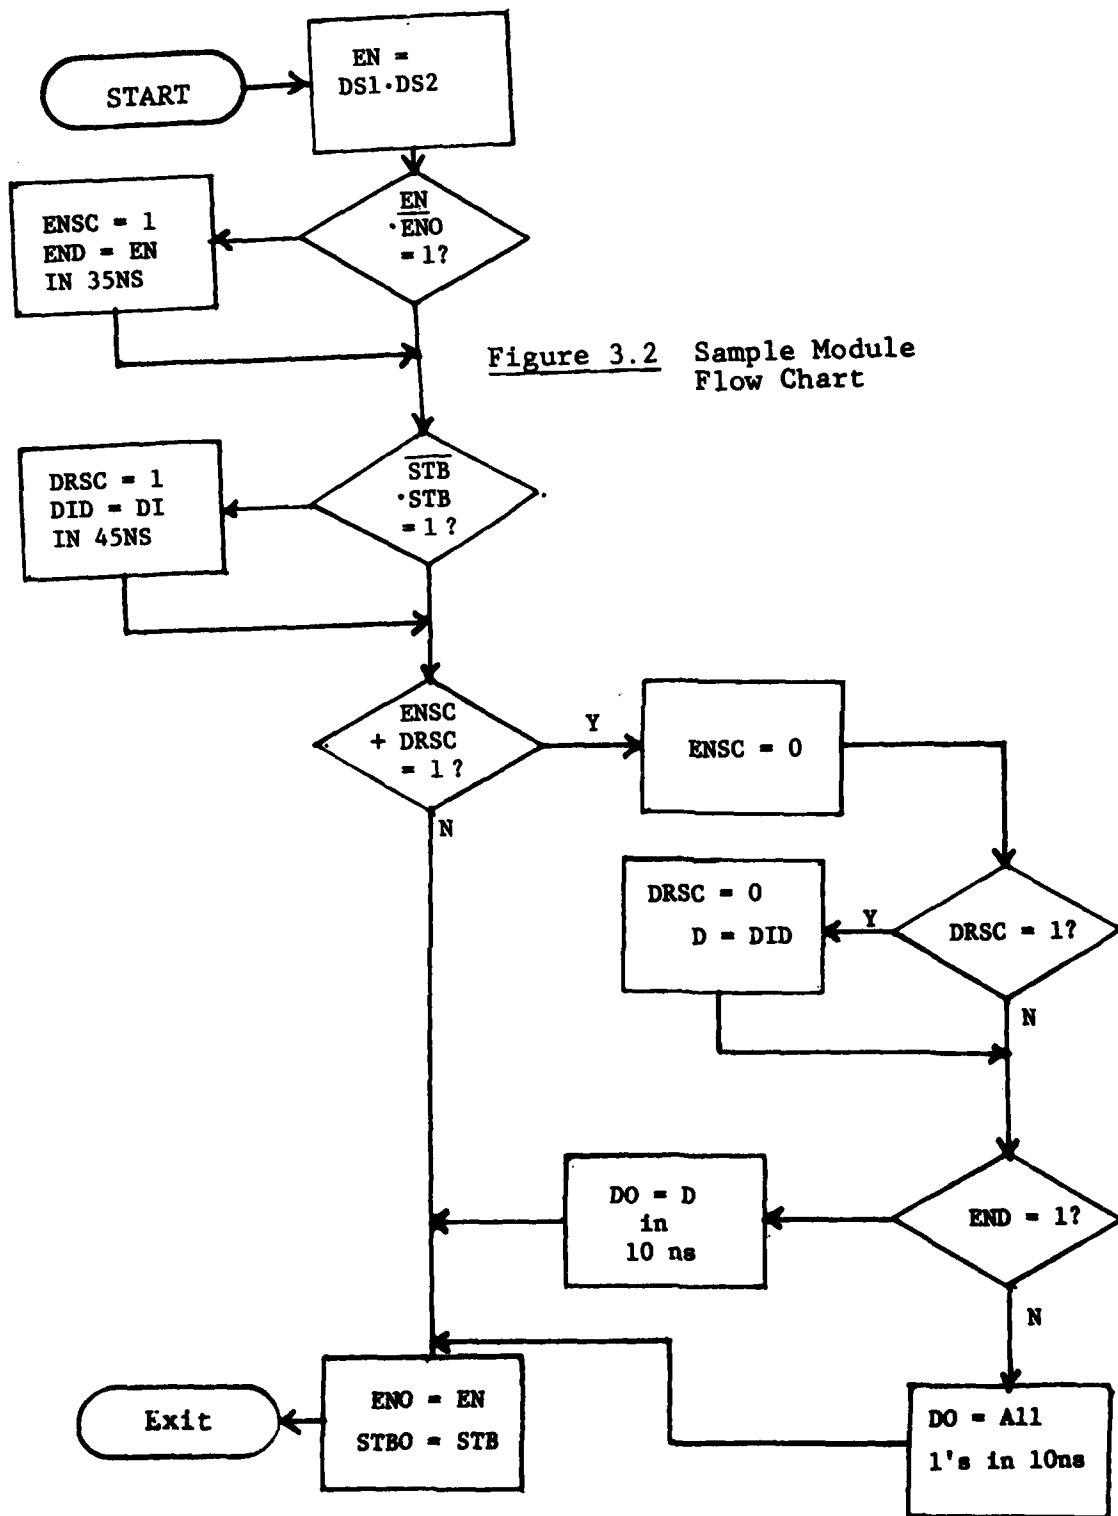 START
EN =
DS1·DS2
EN
·E̅N̅O̅
= 1?
ENSC = 1
END = EN
IN 35NS
Figure 3.2 Sample Module
Flow Chart
S̅T̅B̅
·STB
= 1?
DRSC = 1
DID = DI
IN 45NS
ENSC
+ DRSC
= 1?
Y
ENSC = 0
N
DRSC = 0
D = DID
Y
DRSC = 1?
N
DO = D
in
10 ns
END = 1?
N
ENO = EN
STBO = STB
Exit
DO = All
1's in 10ns